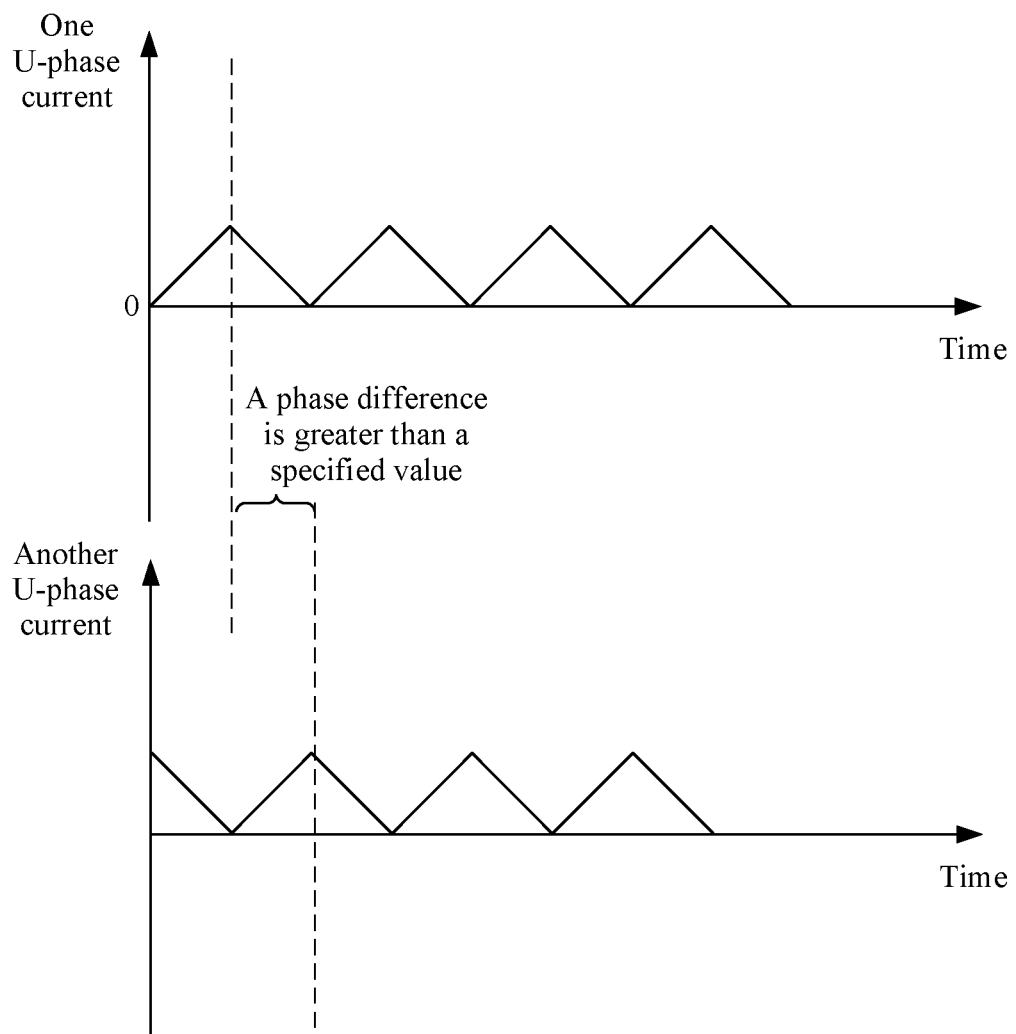 One
U-phase
current
0
Time
A phase difference
is greater than a
specified value
Another
U-phase
current
Time